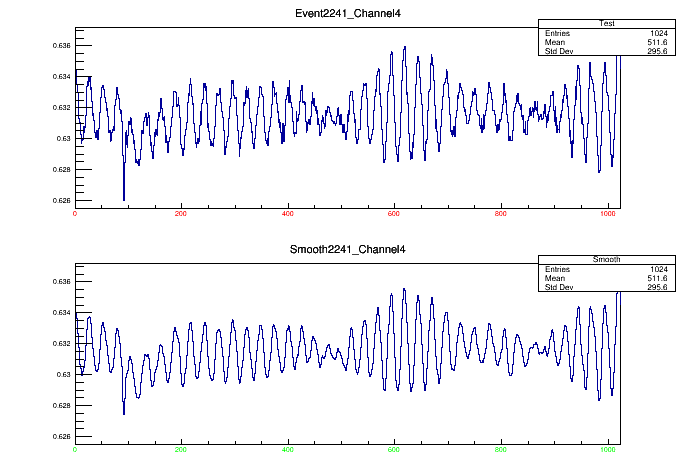 Event2241_Channel4
Test
Entries 1024
Mean 511.6
Std Dev 295.6
0.636
0.634
0.632
0.63
0.628
0.626
0 200 400 600 800 1000
Smooth2241_Channel4
Smooth
Entries 1024
Mean 511.6
Std Dev 295.6
0.636
0.634
0.632
0.63
0.628
0.626
0 200 400 600 800 1000